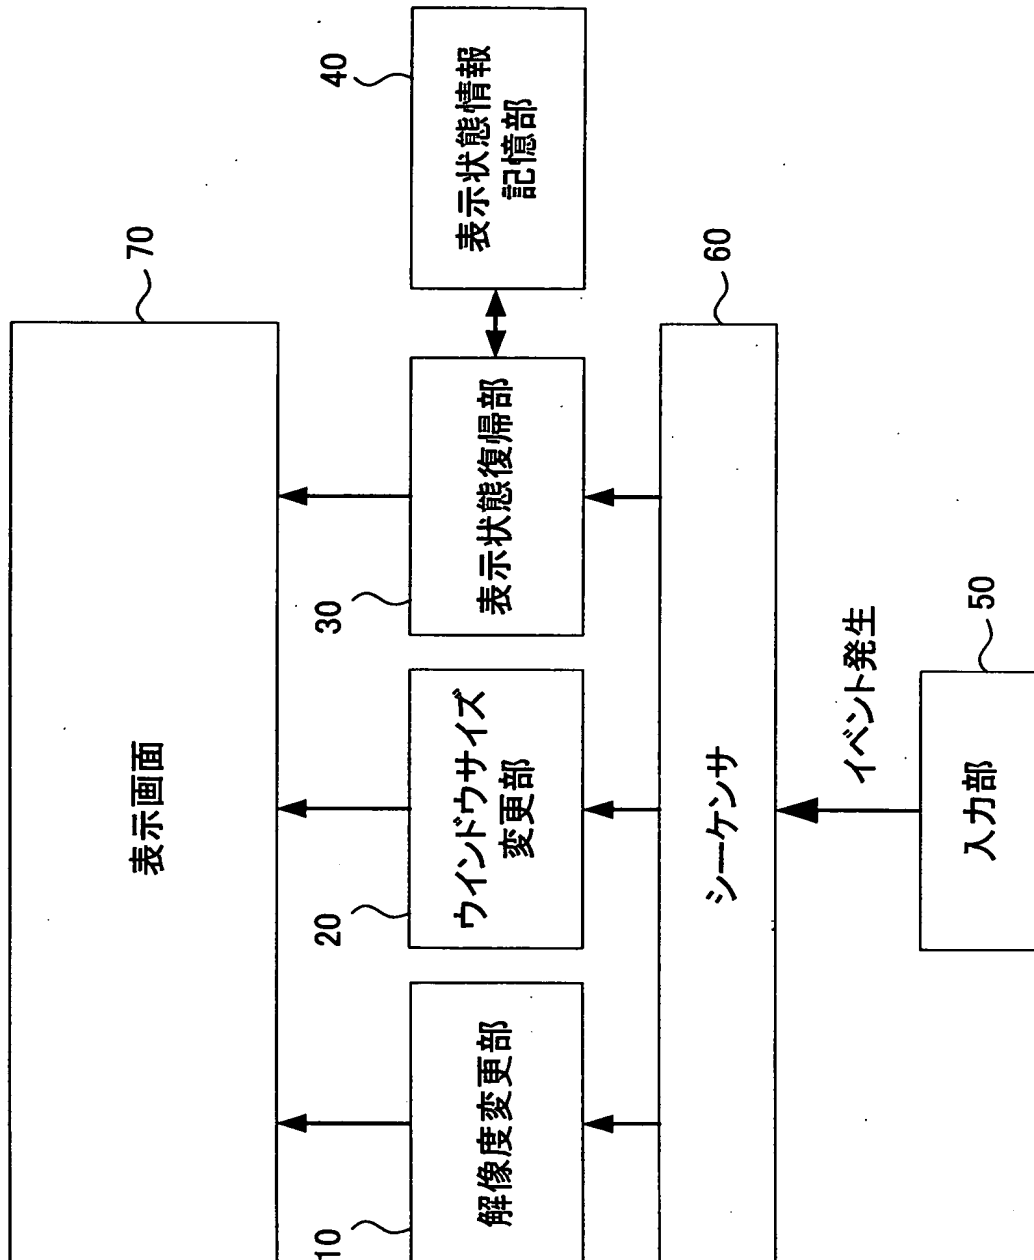 70
表示画面
10
解像度変更部
20
ウインドウサイズ
変更部
30
表示状態復帰部
40
表示状態情報
記憶部
60
シーケンサ
イベント発生
50
入力部